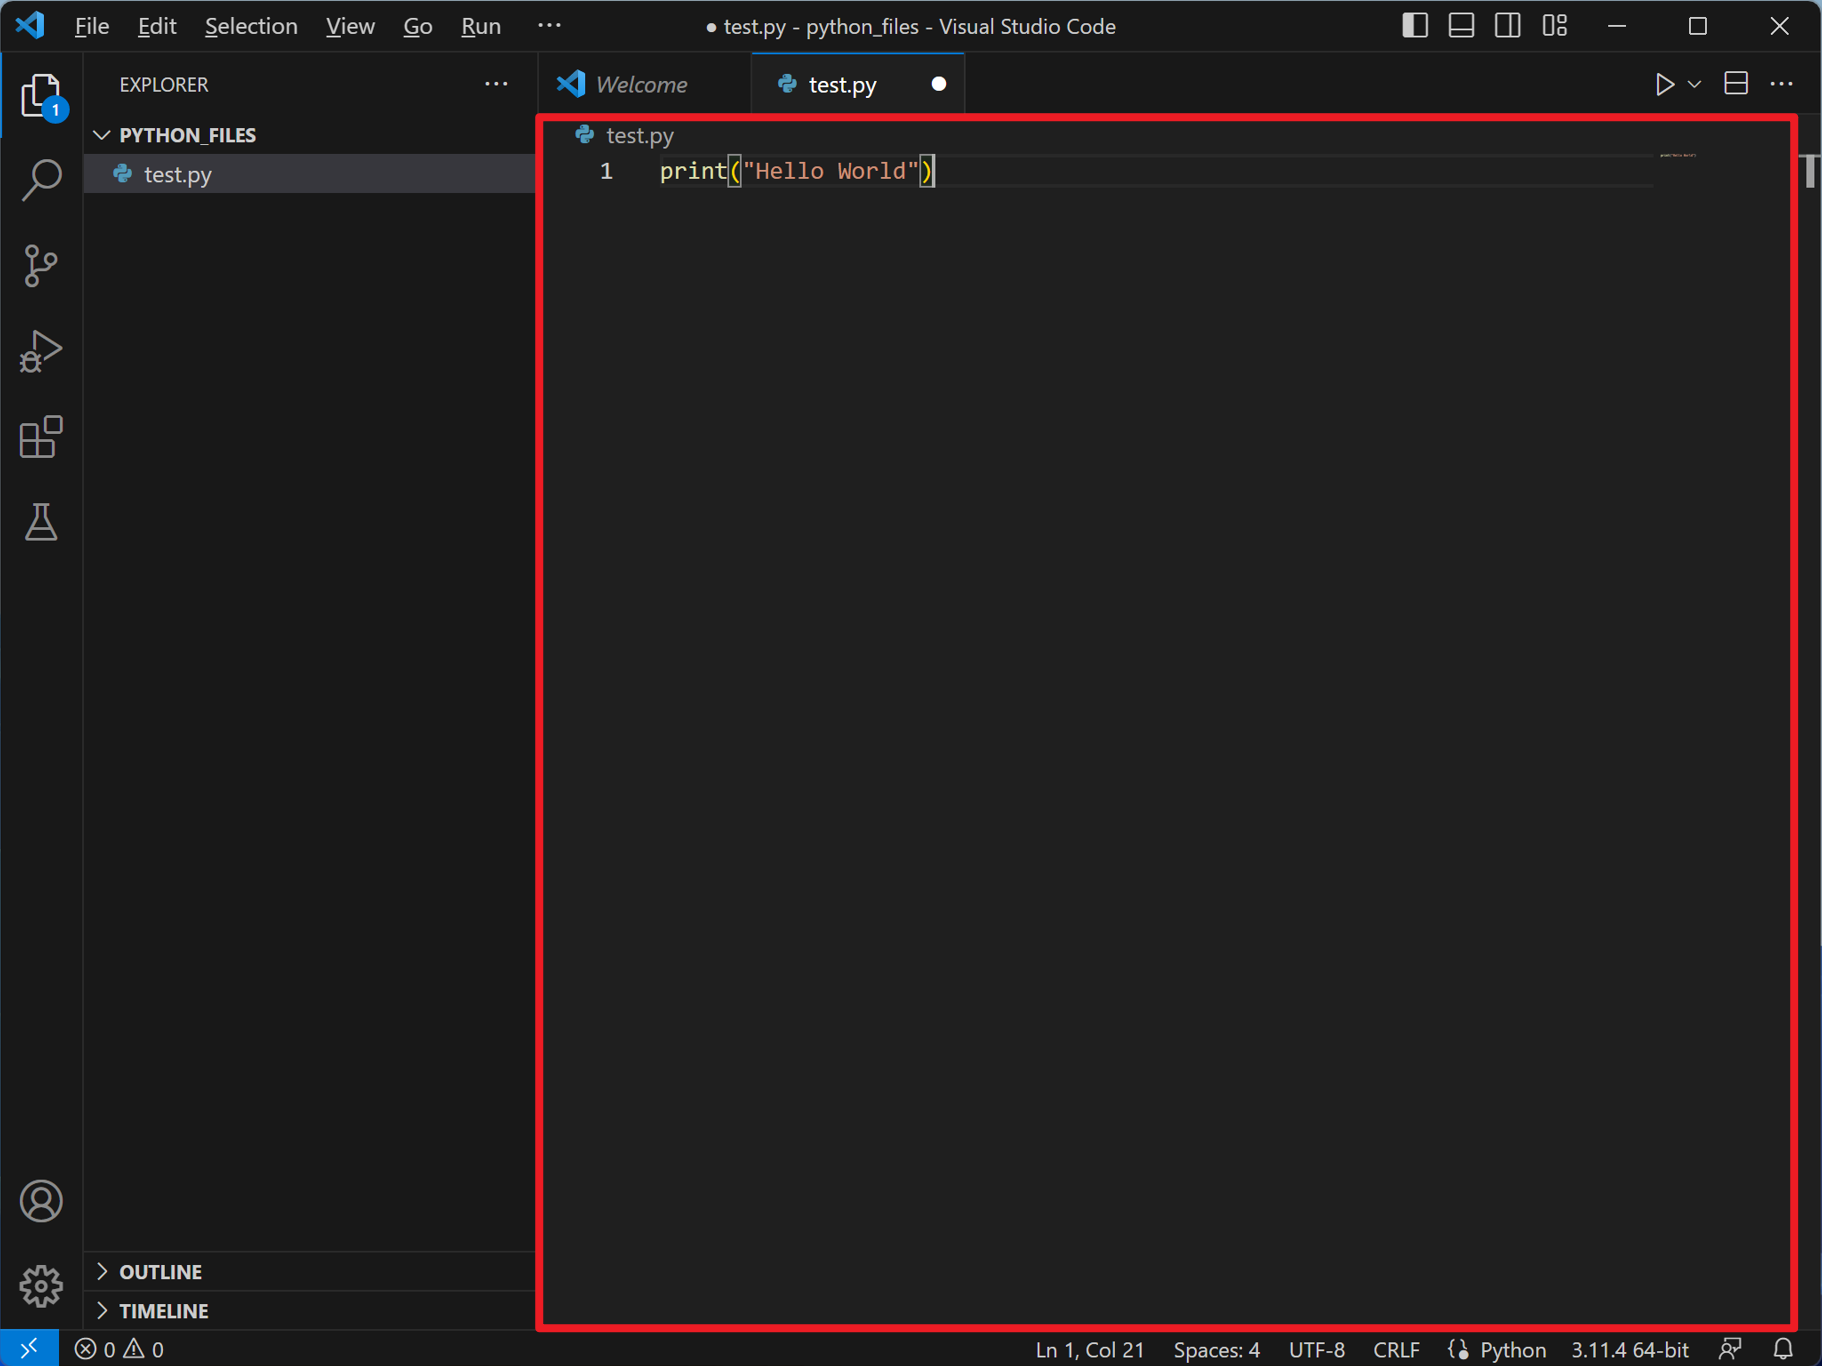 File Edit Selection View Go Run ··· ● test.py - python_files - Visual Studio Code
EXPLORER ···
Welcome
test.py ●
···
1
PYTHON_FILES
test.py
test.py
1 print("Hello World")
OUTLINE
TIMELINE
0 0 Ln 1, Col 21 Spaces: 4 UTF-8 CRLF Python 3.11.4 64-bit